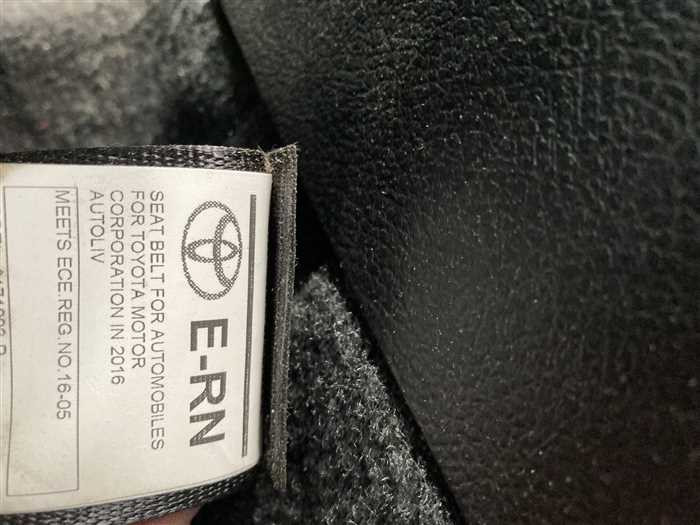 E-RN
SEAT BELT FOR AUTOMOBILES
FOR TOYOTA MOTOR
CORPORATION IN 2016
AUTOLIV
MEETS ECE.REG.NO.16-05